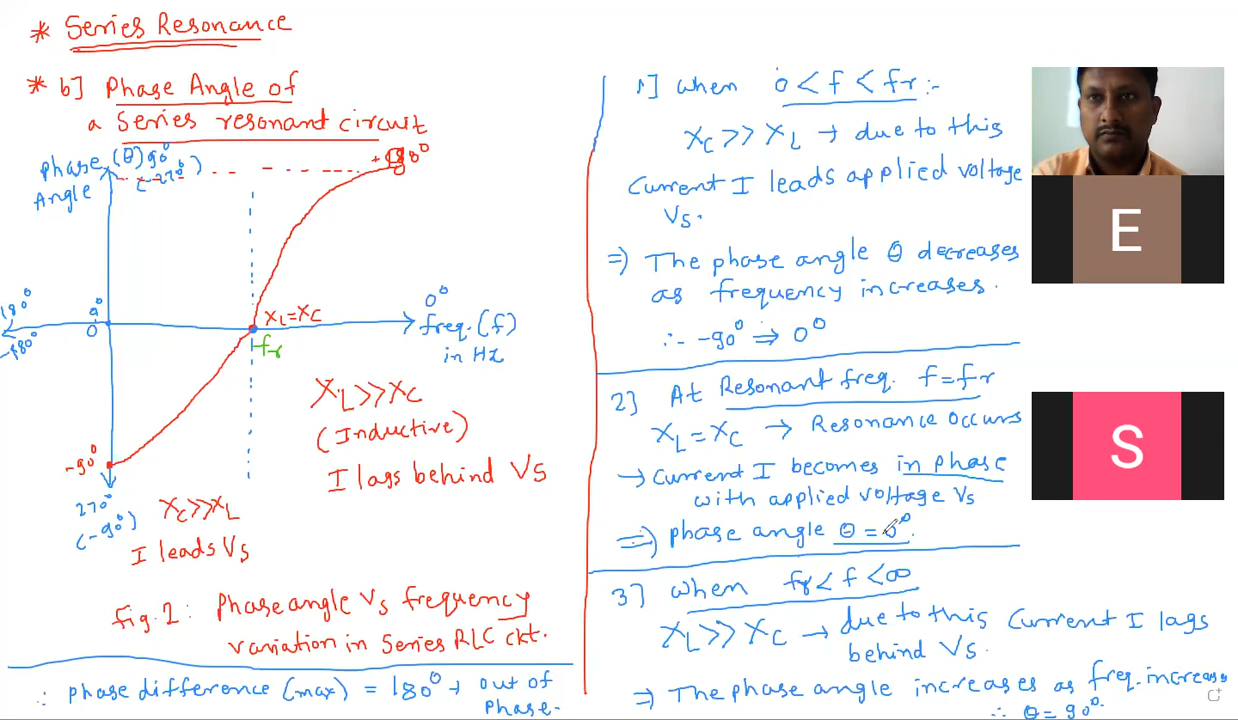 * Series Resonance
* b] Phase Angle of
a Series resonant circuit
phase (θ) 90°
Angle
(-270°)
+90°
180°
-180°
0°
0
XL=XC
fr
0°
freq. (f)
in Hz
-90°
270°
(-90°)
XL>>XC
(Inductive)
I lags behind Vs
XC>>XL
I leads Vs
Fig. 2: Phase angle Vs frequency
variation in Series RLC ckt.
∴ phase difference (max) = 180° → out of
phase.
1] When 0 < f < fr :-
XC >> XL → due to this
Current I leads applied voltage
Vs.
⇒ The phase angle θ decreases
as frequency increases.
∴ -90° ⇒ 0°
2] At Resonant freq. f = fr
XL = XC → Resonance occurs
→ Current I becomes in phase
with applied voltage Vs
⇒ phase angle θ = 0°.
3] When fr < f < ∞
XL >> XC → due to this Current I lags
behind Vs.
⇒ The phase angle increases as freq. increase
∴ θ = 90°.
E
S